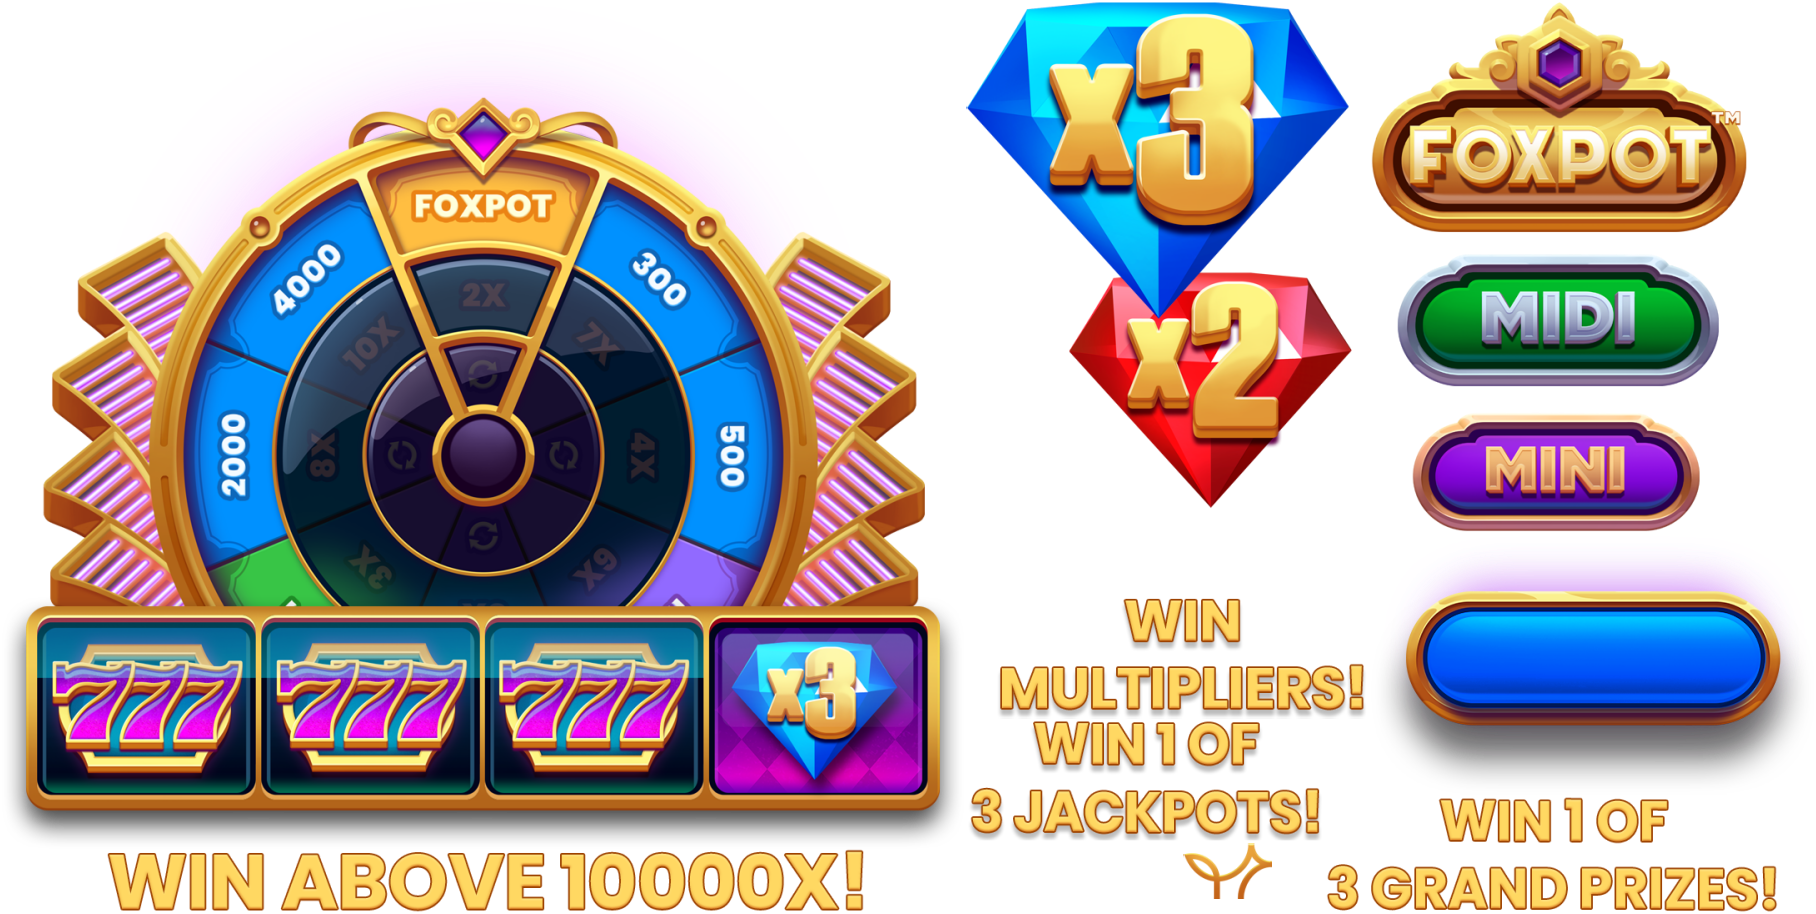 FOXPOT
4000
300
2000
500
2X
10X
7X
8X
4X
3X
6X
777
777
777
X3
WIN ABOVE 10000X!
X3
X2
WIN
MULTIPLIERS!
WIN 1 OF
3 JACKPOTS!
FOXPOT™
MIDI
MINI
WIN 1 OF
3 GRAND PRIZES!